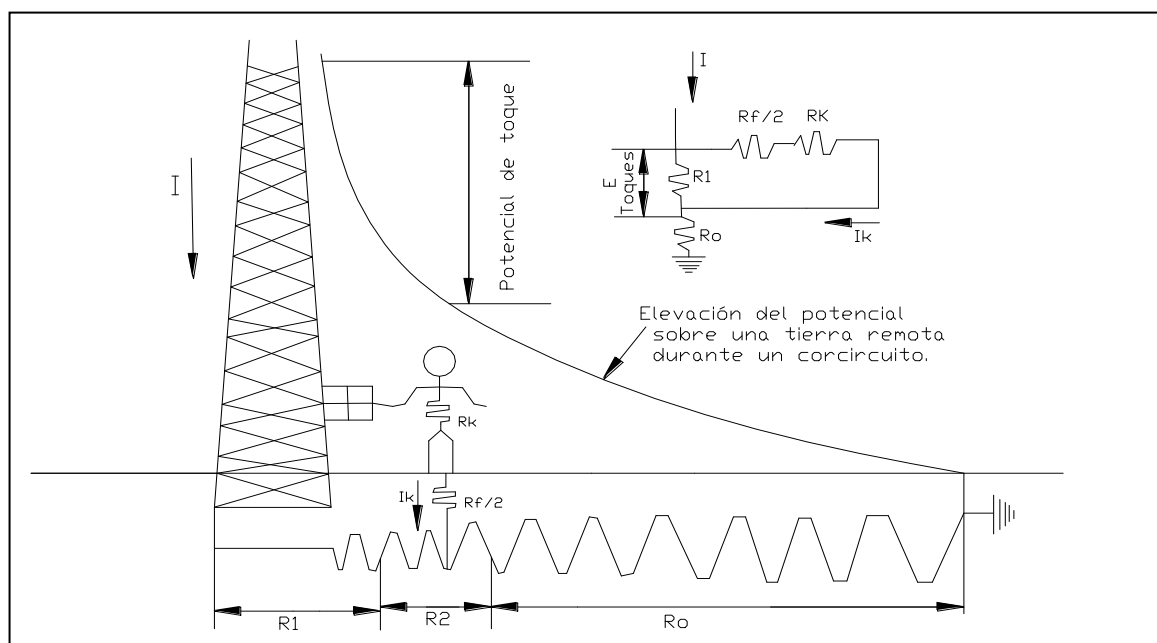 I
Potencial de toque
I
Rf/2
RK
E
Toques
R1
Ro
Ik
Elevación del potencial
sobre una tierra remota
durante un corcircuito.
Rk
Ik
Rf/2
R1
R2
Ro